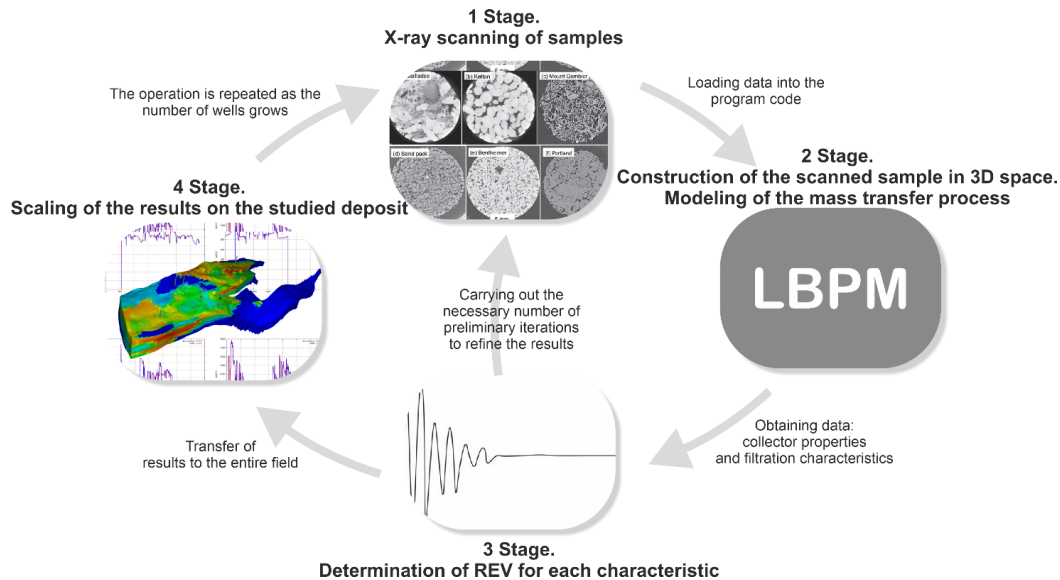 1 Stage.
X-ray scanning of samples
(b) Ketton
(c) Mount Gambier
(d) Sand pack
(e) Bentheimer
(f) Portland
The operation is repeated as the
number of wells grows
Loading data into the
program code
2 Stage.
Construction of the scanned sample in 3D space.
Modeling of the mass transfer process
LBPM
4 Stage.
Scaling of the results on the studied deposit
Carrying out the
necessary number of
preliminary iterations
to refine the results
Obtaining data:
collector properties
and filtration characteristics
Transfer of
results to the entire field
3 Stage.
Determination of REV for each characteristic